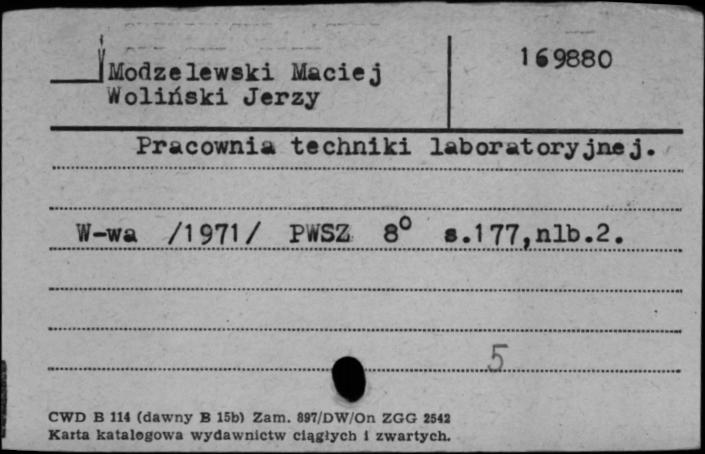 169880
Modzelewski Maciej
Woliński Jerzy
Pracownia techniki laboratoryjnej.
W-wa /1971/ PWSZ 8° s.177,nlb.2.
5
CWD B 114 (dawny B 15b) Zam. 897/DW/On ZGG 2542
Karta katalogowa wydawnictw ciągłych i zwartych.